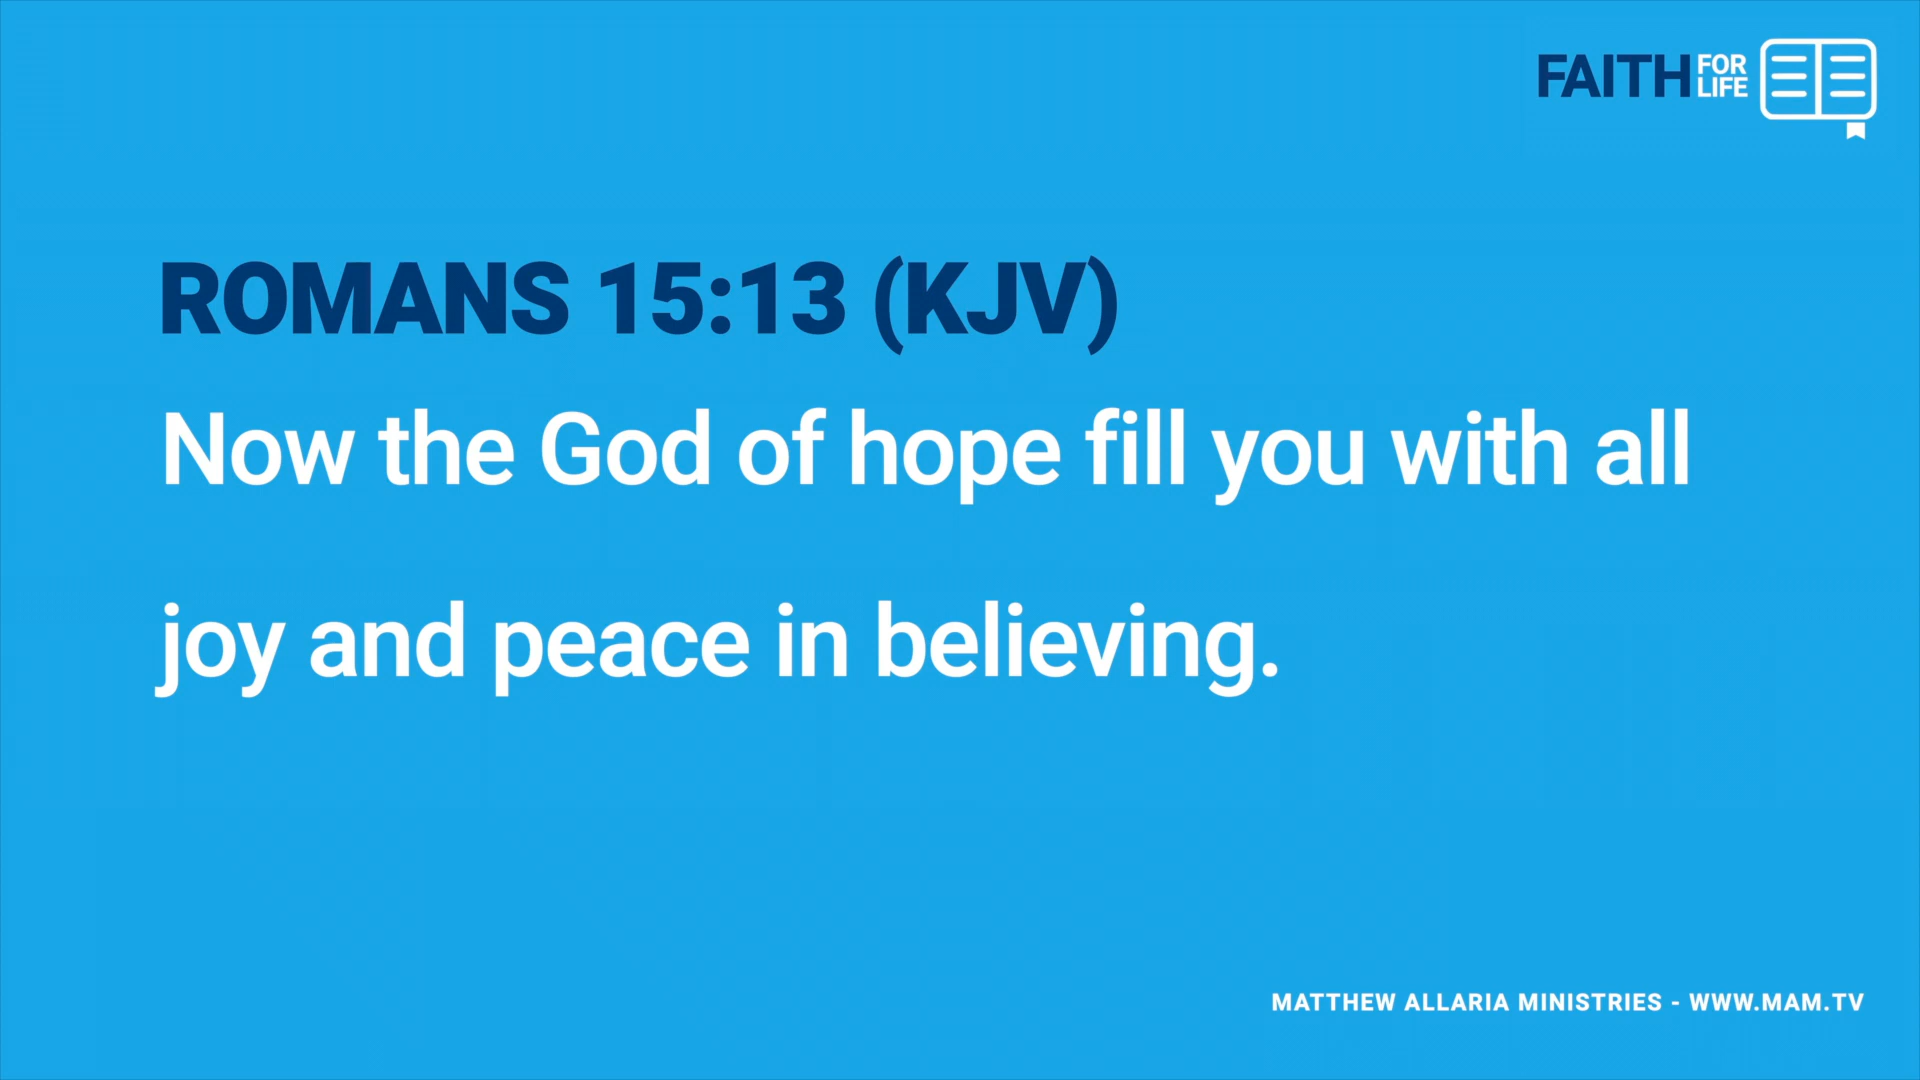 FAITH FOR LIFE
ROMANS 15:13 (KJV)
Now the God of hope fill you with all
joy and peace in believing.
MATTHEW ALLARIA MINISTRIES - WWW.MAM.TV